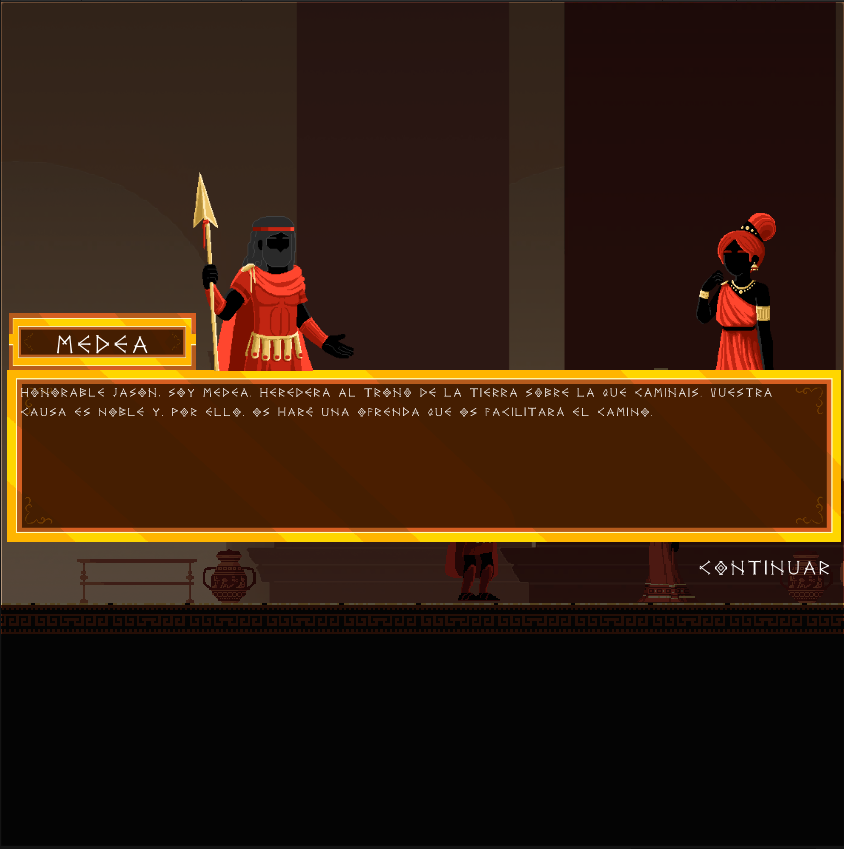 MEDEA
HONORABLE JASON. SOY MEDEA. HEREDERA AL TRONO DE LA TIERRA SOBRE LA QUE CAMINAIS. VUESTRA
CAUSA ES NOBLE Y. POR ELLO. OS HARE UNA OFRENDA QUE OS FACILITARA EL CAMINO.
CONTINUAR